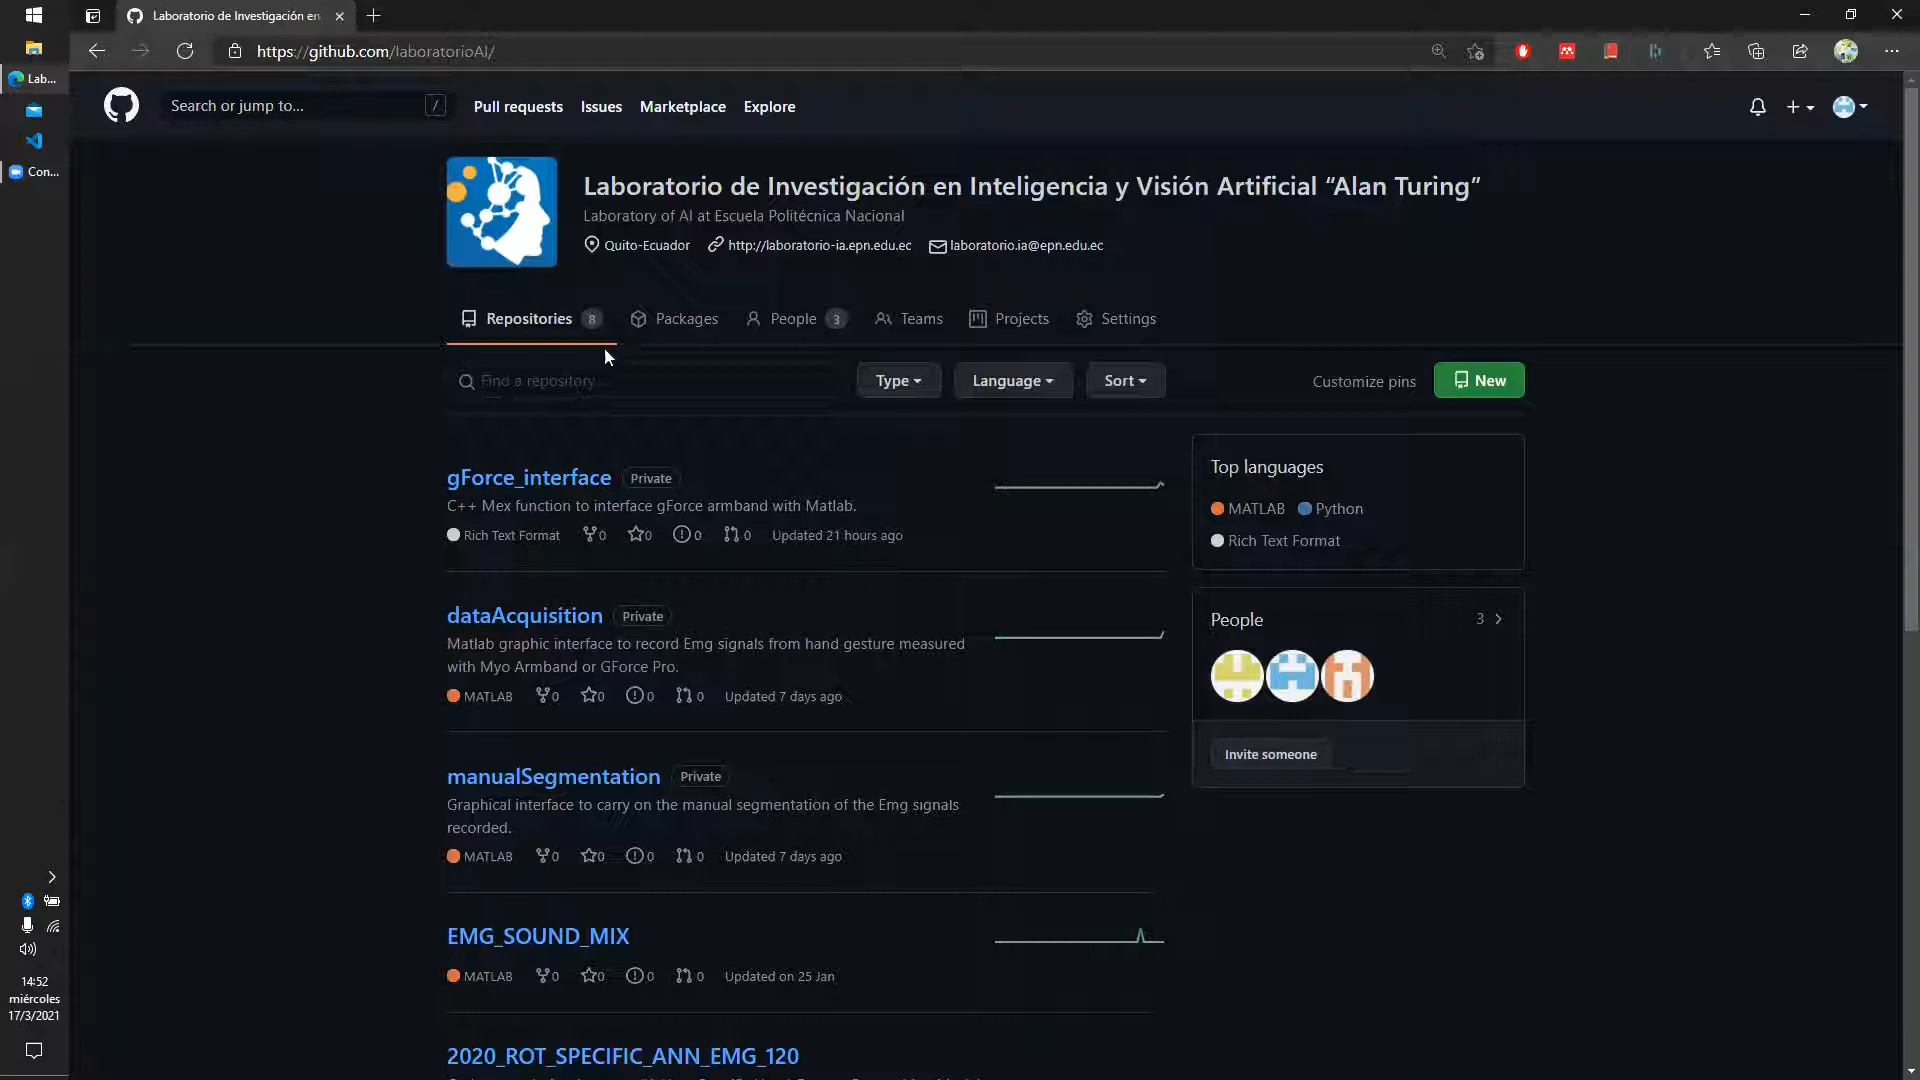 Laboratorio de Investigación en
https://github.com/laboratorioAI/
Lab...
Con...
Search or jump to...
/
Pull requests
Issues
Marketplace
Explore
Laboratorio de Investigación en Inteligencia y Visión Artificial “Alan Turing”
Laboratory of AI at Escuela Politécnica Nacional
Quito-Ecuador http://laboratorio-ia.epn.edu.ec laboratorio.ia@epn.edu.ec
Repositories 8 Packages People 3 Teams Projects Settings
Find a repository... Type Language Sort Customize pins New
gForce_interface Private
C++ Mex function to interface gForce armband with Matlab.
Rich Text Format 0 0 0 0 Updated 21 hours ago
dataAcquisition Private
Matlab graphic interface to record Emg signals from hand gesture measured
with Myo Armband or GForce Pro.
MATLAB 0 0 0 0 Updated 7 days ago
manualSegmentation Private
Graphical interface to carry on the manual segmentation of the Emg signals
recorded.
MATLAB 0 0 0 0 Updated 7 days ago
EMG_SOUND_MIX
MATLAB 0 0 0 0 Updated on 25 Jan
2020_ROT_SPECIFIC_ANN_EMG_120
Top languages
MATLAB Python
Rich Text Format
People 3
Invite someone
14:52
miércoles
17/3/2021